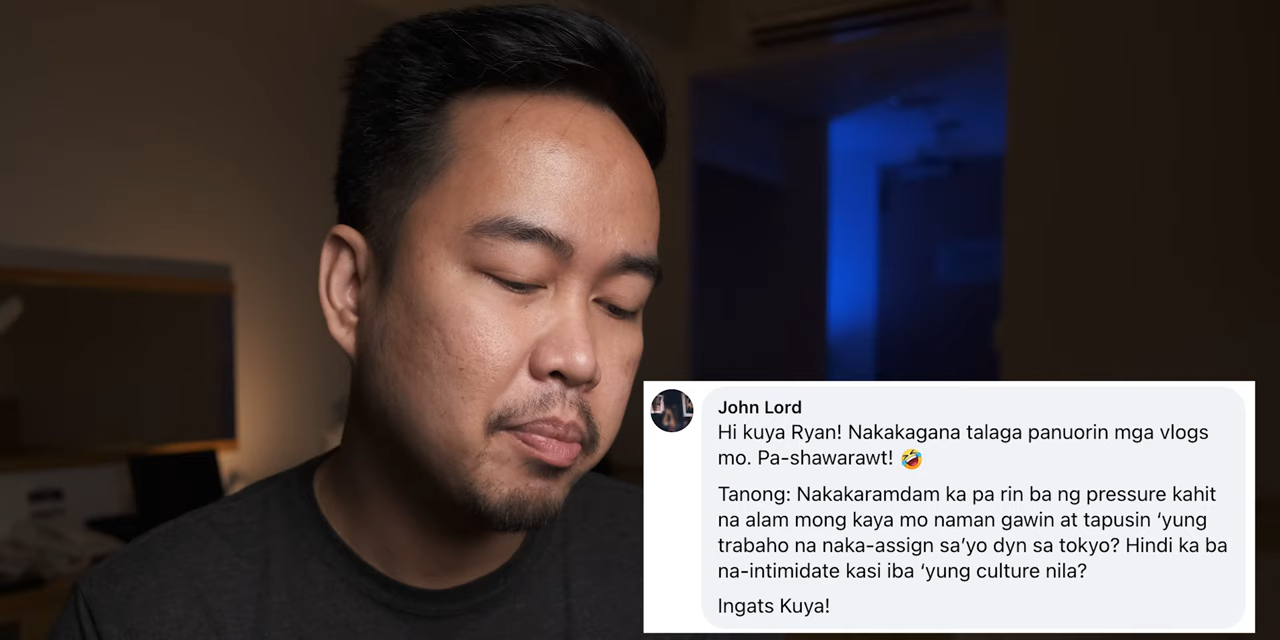 John Lord
Hi kuya Ryan! Nakakagana talaga panuorin mga vlogs
mo. Pa-shawarawt! 🤣
Tanong: Nakakaramdam ka pa rin ba ng pressure kahit
na alam mong kaya mo naman gawin at tapusin ‘yung
trabaho na naka-assign sa’yo dyn sa tokyo? Hindi ka ba
na-intimidate kasi iba ‘yung culture nila?
Ingats Kuya!